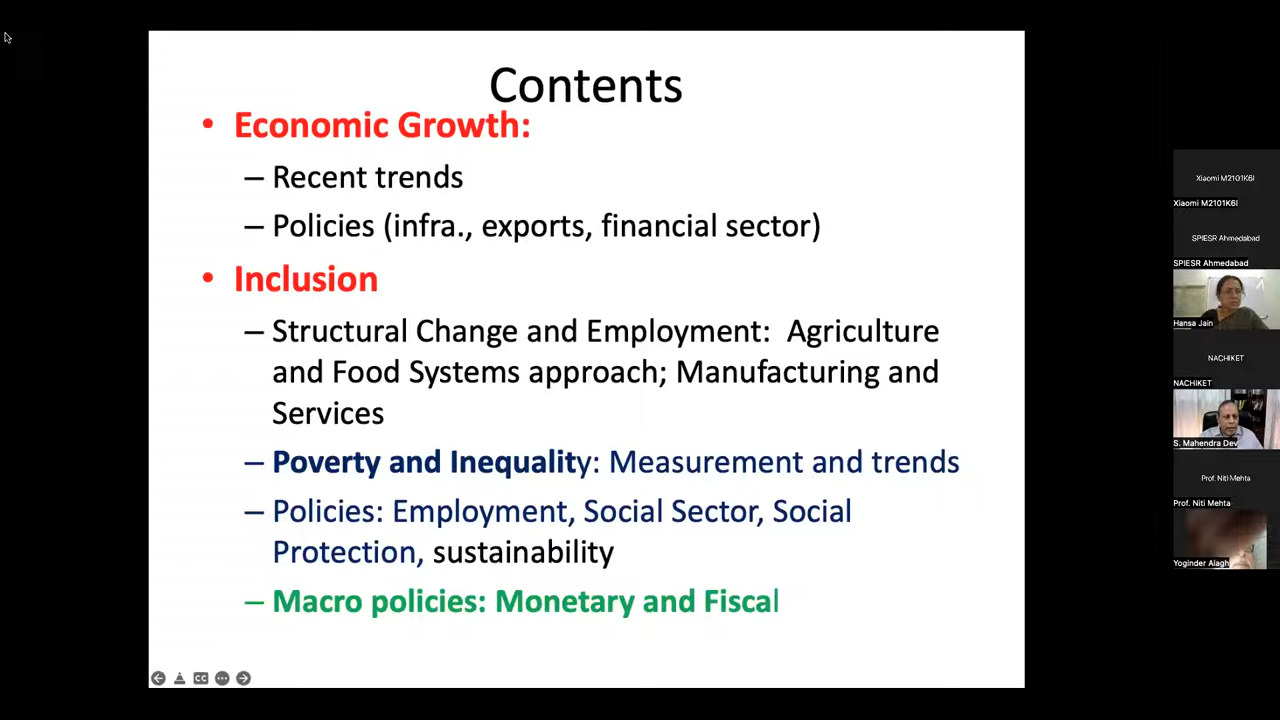 Contents
• Economic Growth:
– Recent trends
– Policies (infra., exports, financial sector)
• Inclusion
– Structural Change and Employment: Agriculture
and Food Systems approach; Manufacturing and
Services
– Poverty and Inequality: Measurement and trends
– Policies: Employment, Social Sector, Social
Protection, sustainability
– Macro policies: Monetary and Fiscal
CC
Xiaomi M2101K6I
Xiaomi M2101K6I
SPIESR Ahmedabad
SPIESR Ahmedabad
Hansa Jain
NACHIKET
NACHIKET
S. Mahendra Dev
Prof. Niti Mehta
Prof. Niti Mehta
Yoginder Alagh